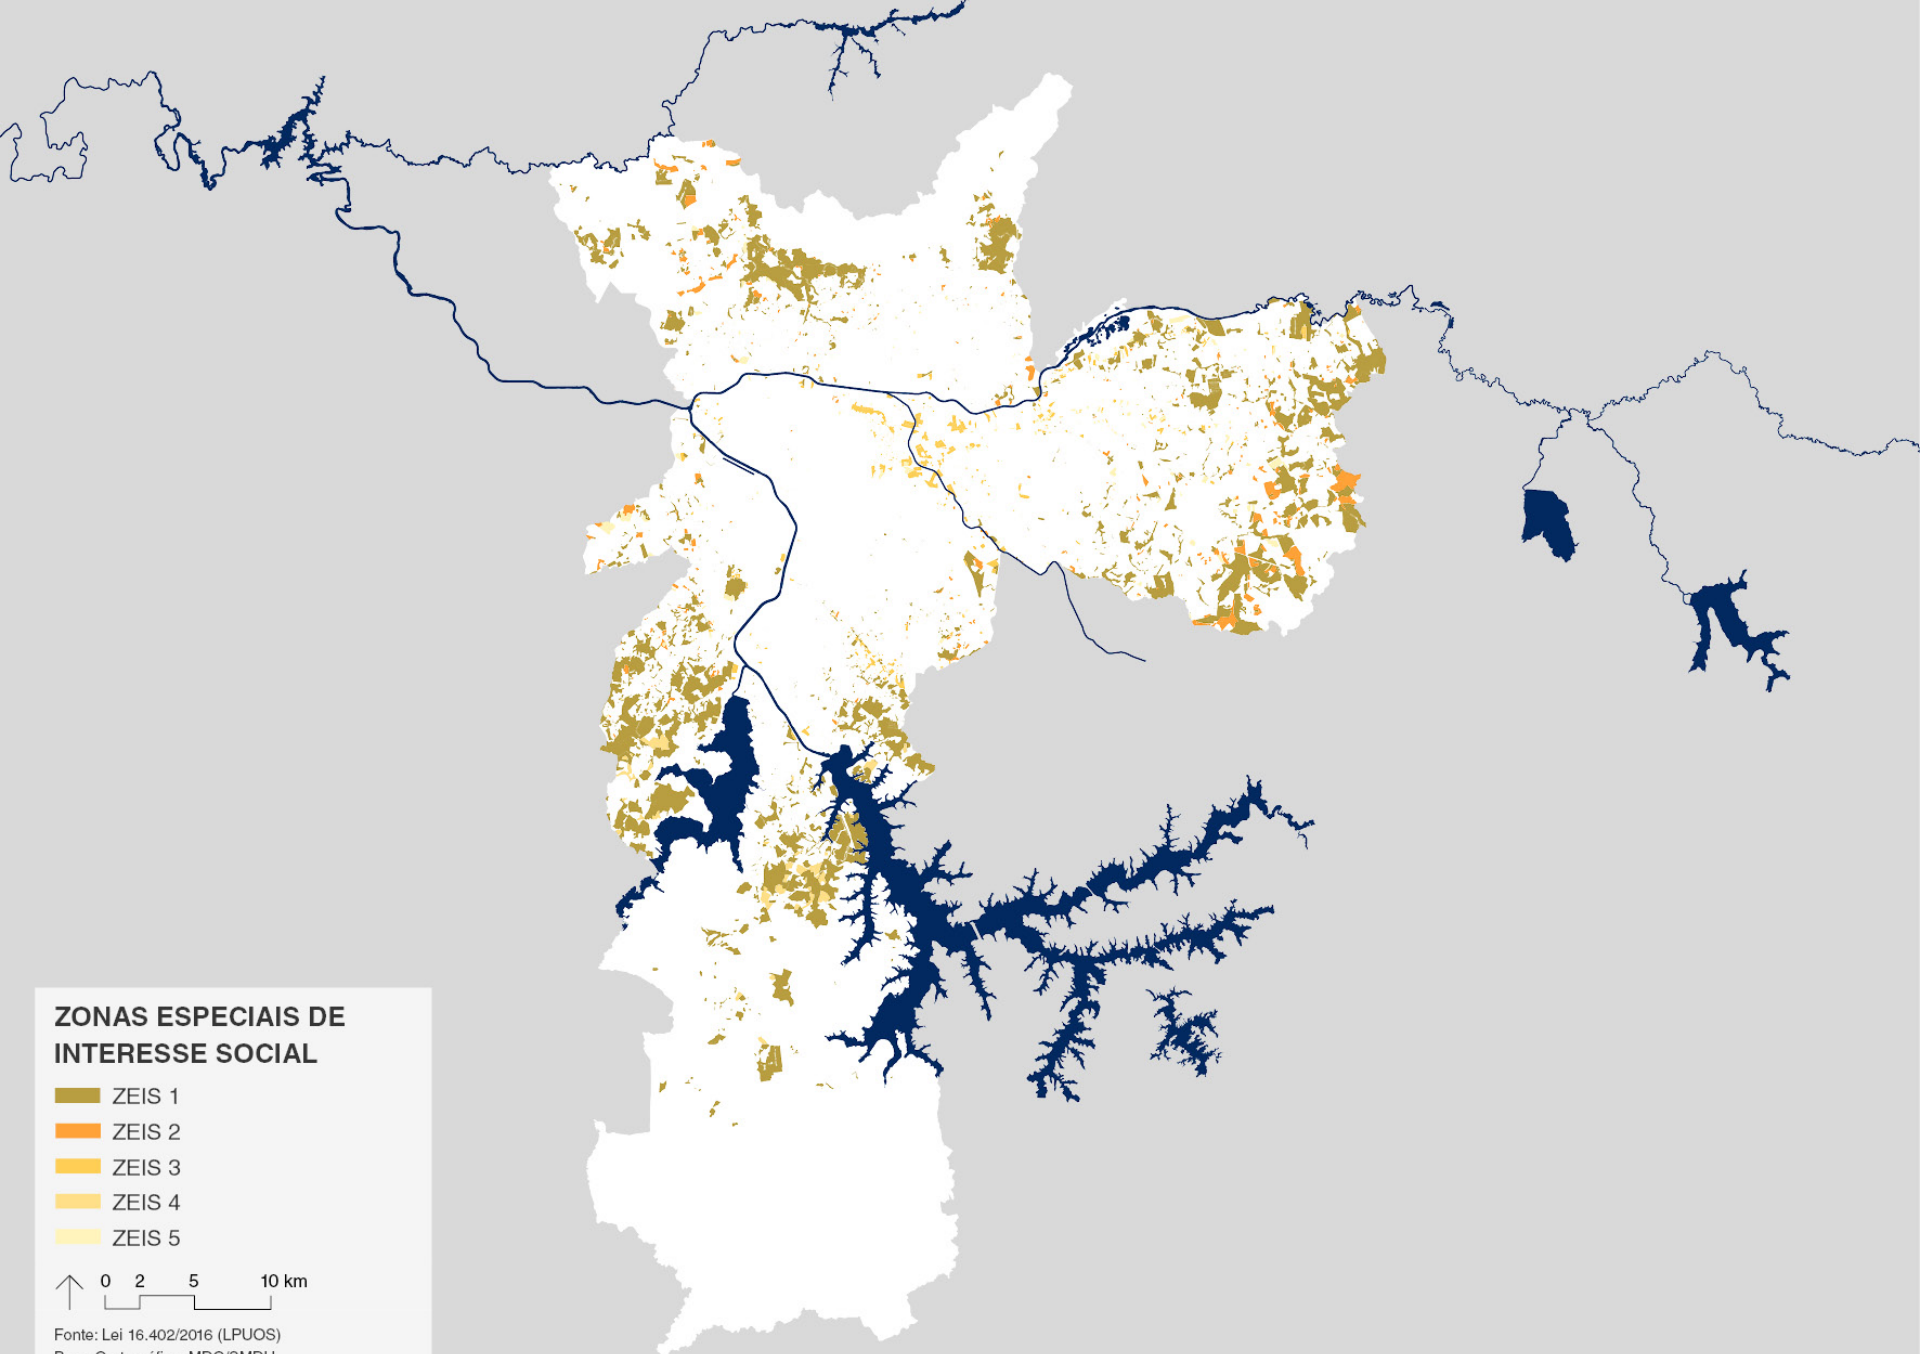 ZONAS ESPECIAIS DE
INTERESSE SOCIAL
ZEIS 1
ZEIS 2
ZEIS 3
ZEIS 4
ZEIS 5
0 2 5 10 km
Fonte: Lei 16.402/2016 (LPUOS)